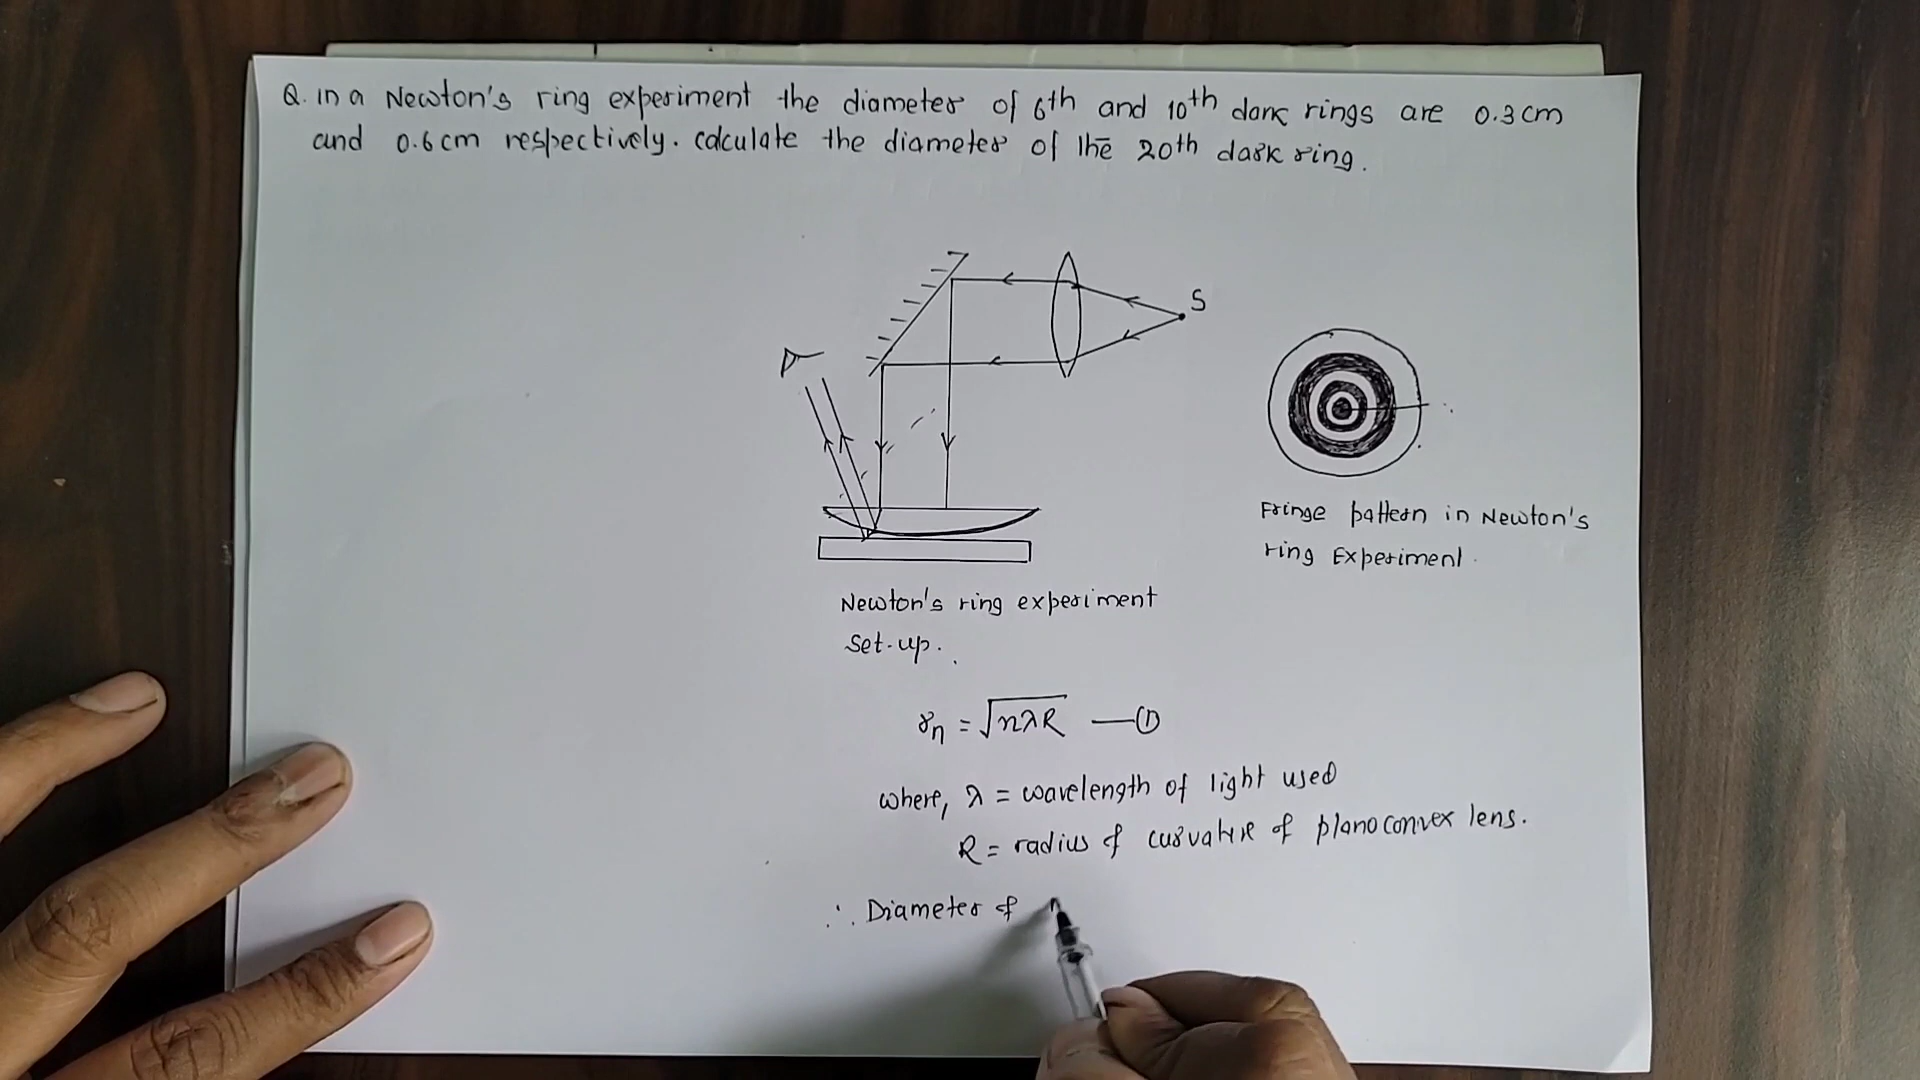 Q. In a Newton's ring experiment the diameter of 6th and 10th dark rings are 0.3cm
and 0.6cm respectively. calculate the diameter of the 20th dark ring.
S
Fringe pattern in Newton's
ring Experiment.
Newton's ring experiment
set-up.
rn = √nλR —①
where, λ = wavelength of light used
R = radius of curvature of planoconvex lens.
∴ Diameter of